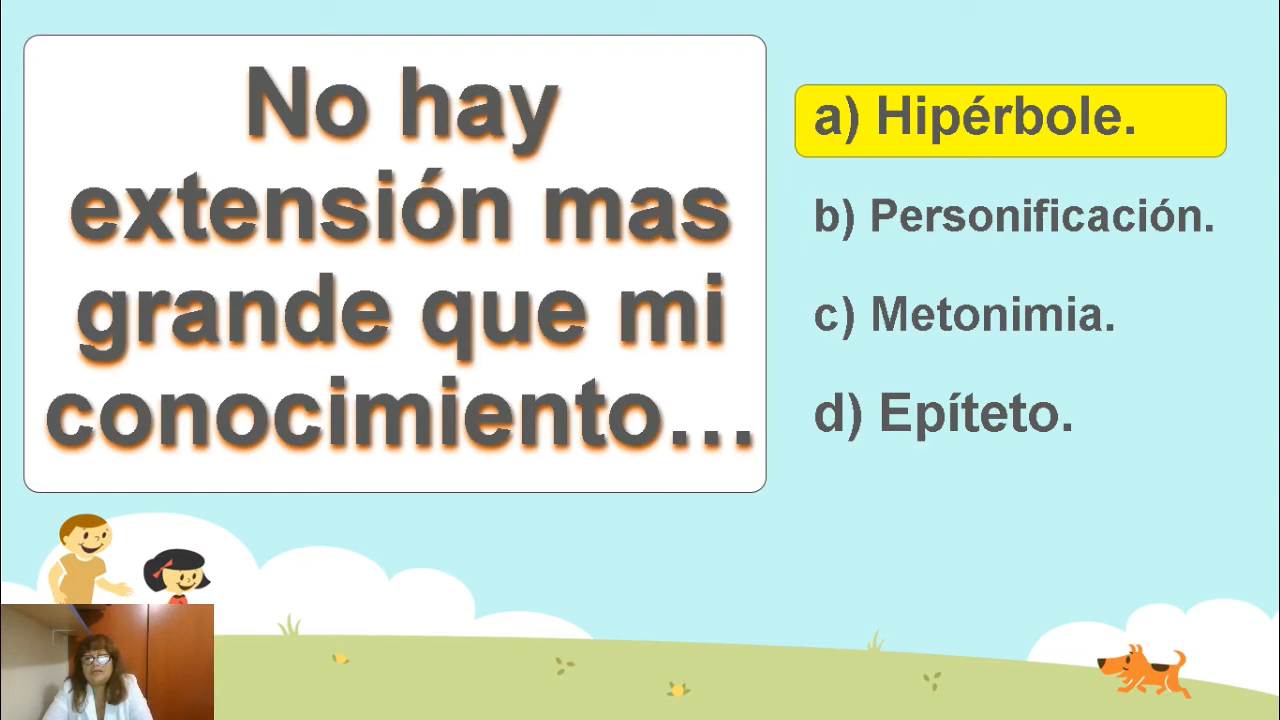 No hay
extensión mas
grande que mi
conocimiento…
a) Hipérbole.
b) Personificación.
c) Metonimia.
d) Epíteto.